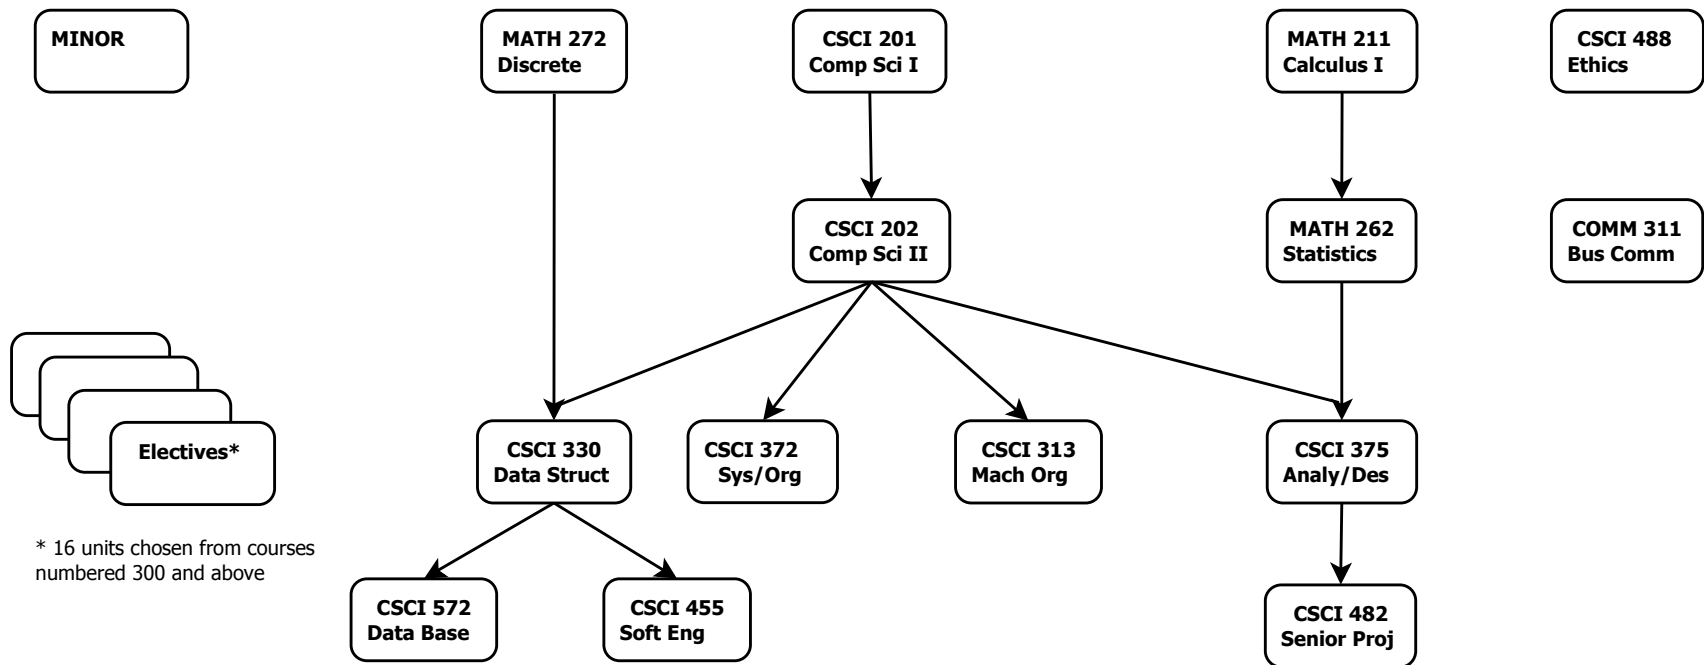 MINOR
MATH 272
Discrete
CSCI 201
Comp Sci I
MATH 211
Calculus I
CSCI 488
Ethics
CSCI 202
Comp Sci II
MATH 262
Statistics
COMM 311
Bus Comm
Electives*
CSCI 330
Data Struct
CSCI 372
Sys/Org
CSCI 313
Mach Org
CSCI 375
Analy/Des
* 16 units chosen from courses
numbered 300 and above
CSCI 572
Data Base
CSCI 455
Soft Eng
CSCI 482
Senior Proj